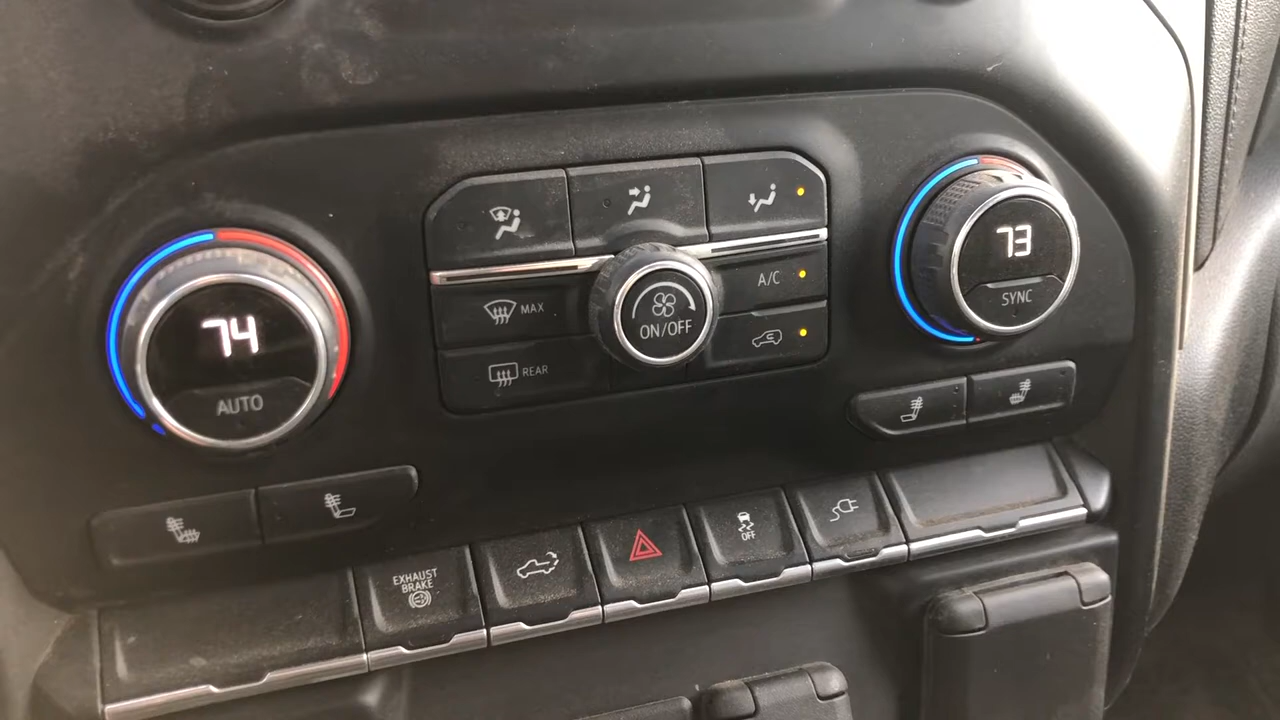 74
AUTO
MAX
REAR
ON/OFF
A/C
73
SYNC
EXHAUST
BRAKE
OFF